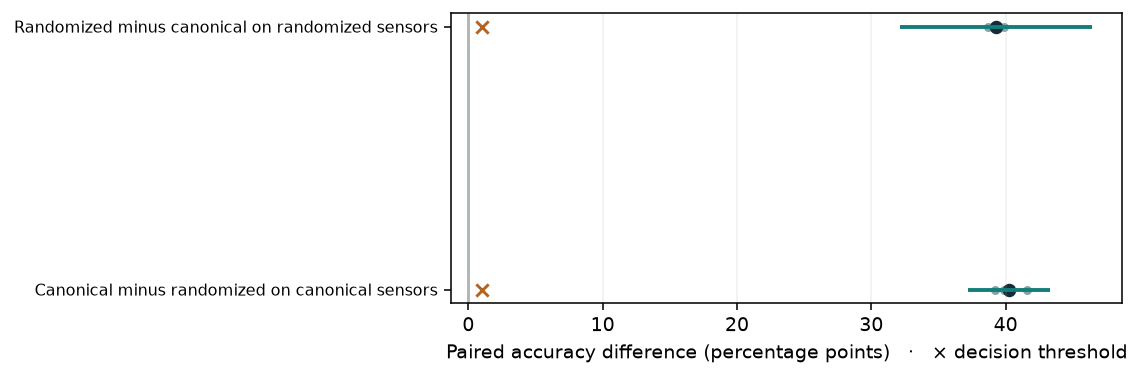 Randomized minus canonical on randomized sensors
Canonical minus randomized on canonical sensors
0 10 20 30 40
Paired accuracy difference (percentage points) · × decision threshold